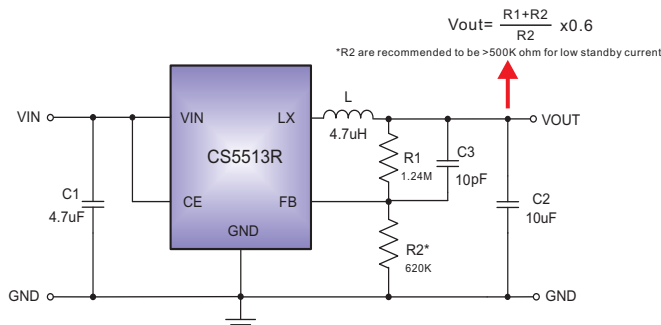 Vout= R1+R2 / R2 x0.6
*R2 are recommended to be >500K ohm for low standby current
VIN
VIN
LX
L
4.7uH
VOUT
CS5513R
R1
1.24M
C3
10pF
C1
4.7uF
CE
FB
C2
10uF
GND
R2*
620K
GND
GND